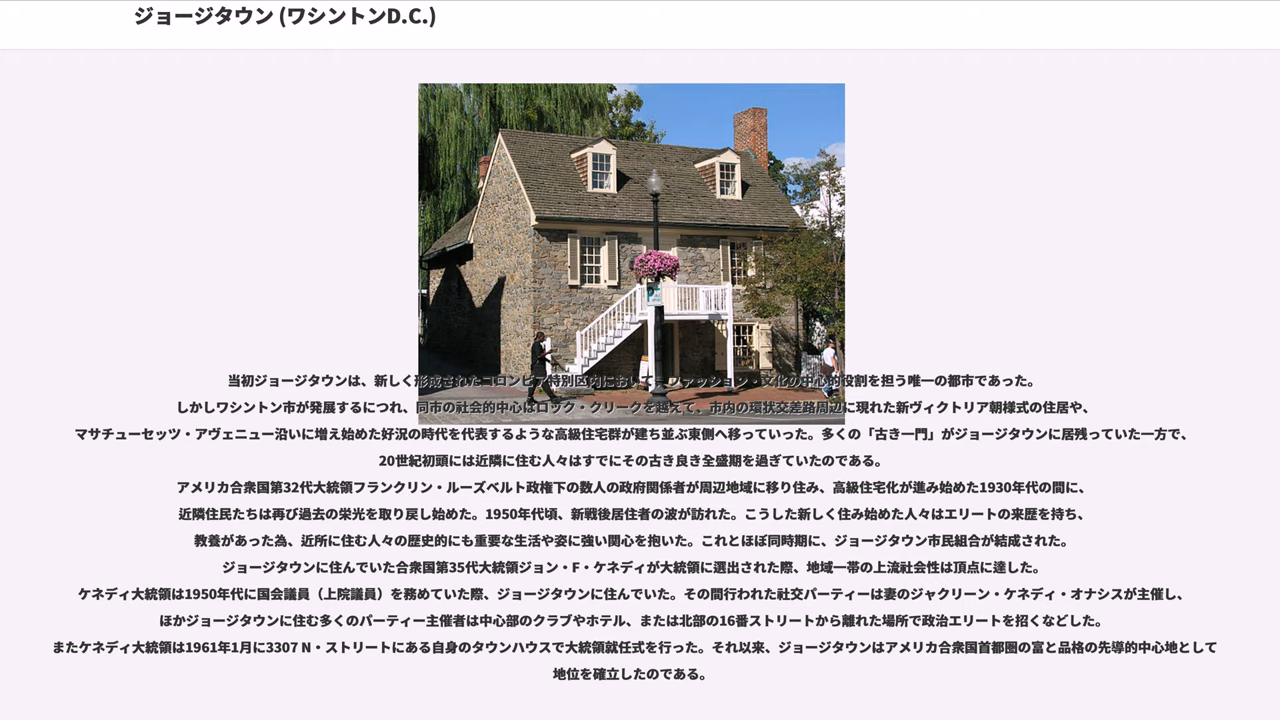 ジョージタウン (ワシントンD.C.)
当初ジョージタウンは、新しく形成されたコロンビア特別区内において、ファッション・文化の中心的役割を担う唯一の都市であった。
しかしワシントン市が発展するにつれ、同市の社会的中心はロック・クリークを越えて、市内の環状交差路周辺に現れた新ヴィクトリア朝様式の住居や、
マサチューセッツ・アヴェニュー沿いに増え始めた好況の時代を代表するような高級住宅群が建ち並ぶ東側へ移っていった。多くの「古き一門」がジョージタウンに居残っていた一方で、
20世紀初頭には近隣に住む人々はすでにその古き良き全盛期を過ぎていたのである。
アメリカ合衆国第32代大統領フランクリン・ルーズベルト政権下の数人の政府関係者が周辺地域に移り住み、高級住宅化が進み始めた1930年代の間に、
近隣住民たちは再び過去の栄光を取り戻し始めた。1950年代頃、新戦後居住者の波が訪れた。こうした新しく住み始めた人々はエリートの来歴を持ち、
教養があった為、近所に住む人々の歴史的にも重要な生活や姿に強い関心を抱いた。これとほぼ同時期に、ジョージタウン市民組合が結成された。
ジョージタウンに住んでいた合衆国第35代大統領ジョン・F・ケネディが大統領に選出された際、地域一帯の上流社会性は頂点に達した。
ケネディ大統領は1950年代に国会議員（上院議員）を務めていた際、ジョージタウンに住んでいた。その間行われた社交パーティーは妻のジャクリーン・ケネディ・オナシスが主催し、
ほかジョージタウンに住む多くのパーティー主催者は中心部のクラブやホテル、または北部の16番ストリートから離れた場所で政治エリートを招くなどした。
またケネディ大統領は1961年1月に3307 N・ストリートにある自身のタウンハウスで大統領就任式を行った。それ以来、ジョージタウンはアメリカ合衆国首都圏の富と品格の先導的中心地として
地位を確立したのである。